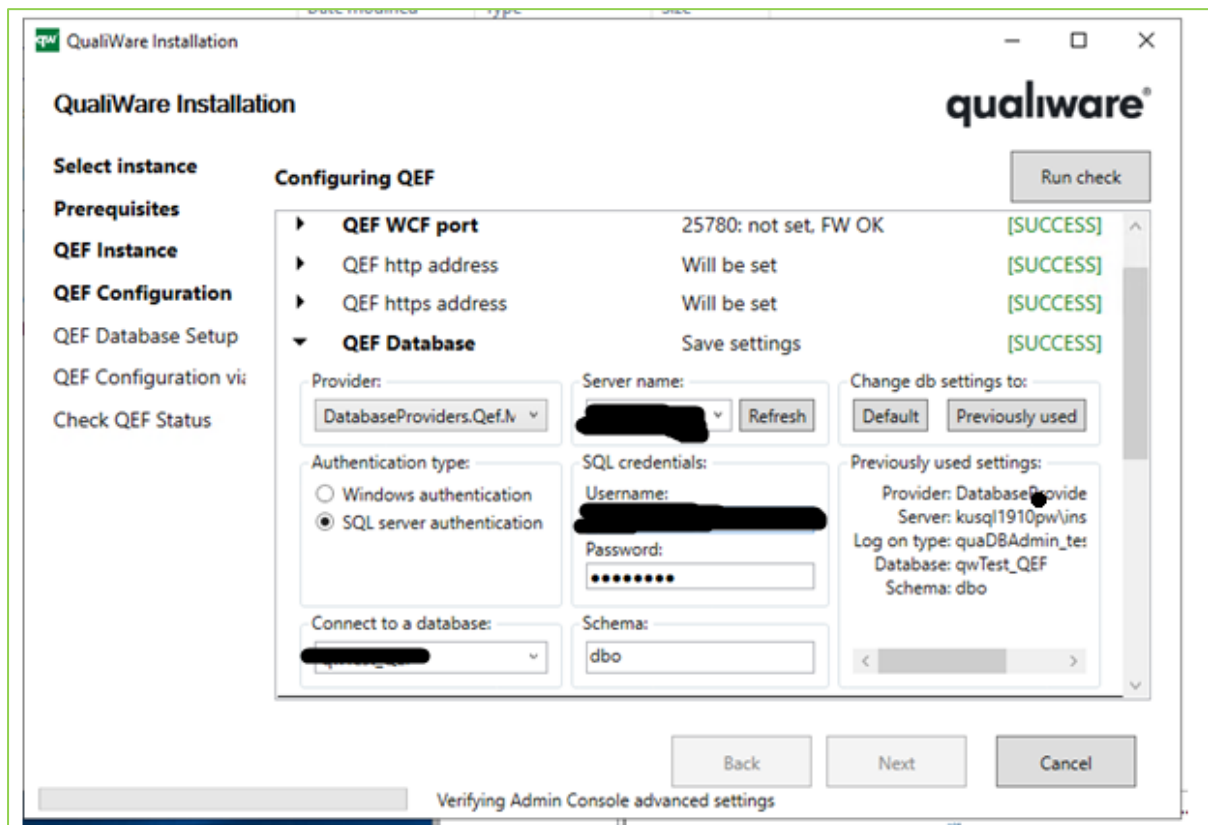 Date modified Type Size
QualiWare Installation
QualiWare Installation
qualiware®
Select instance
Prerequisites
QEF Instance
QEF Configuration
QEF Database Setup
QEF Configuration via
Check QEF Status
Configuring QEF
Run check
QEF WCF port 25780: not set, FW OK [SUCCESS]
QEF http address Will be set [SUCCESS]
QEF https address Will be set [SUCCESS]
QEF Database Save settings [SUCCESS]
Provider: Server name: Change db settings to:
DatabaseProviders.Qef.M Refresh Default Previously used
Authentication type: SQL credentials: Previously used settings:
Windows authentication
SQL server authentication
Username:
Password:
Provider: DatabaseProvide
Server: kusql1910pw\ins
Log on type: quaDBAdmin_tes
Database: qwTest_QEF
Schema: dbo
Connect to a database: Schema:
dbo
Back Next Cancel
Verifying Admin Console advanced settings